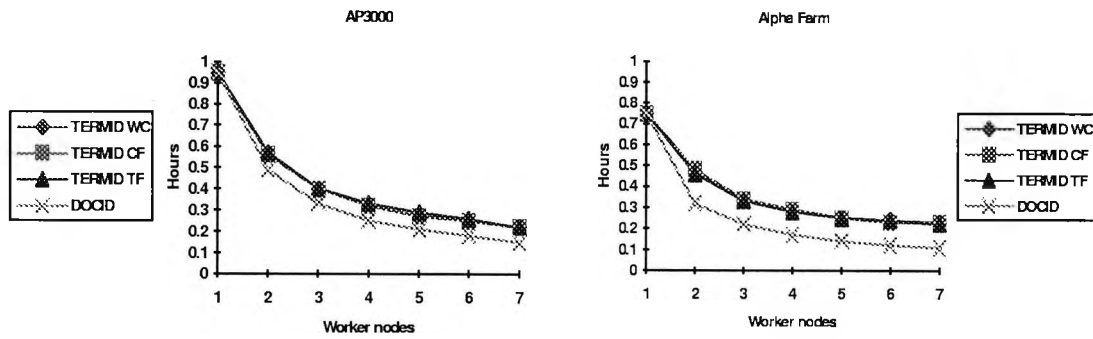 AP3000
1
0.9
0.8
0.7
0.6
0.5
0.4
0.3
0.2
0.1
0
Hours
1 2 3 4 5 6 7
Worker nodes
TERMID WC
TERMID CF
TERMID TF
DOCID
Alpha Farm
1
0.9
0.8
0.7
0.6
0.5
0.4
0.3
0.2
0.1
0
Hours
1 2 3 4 5 6 7
Worker nodes
TERMID WC
TERMID CF
TERMID TF
DOCID